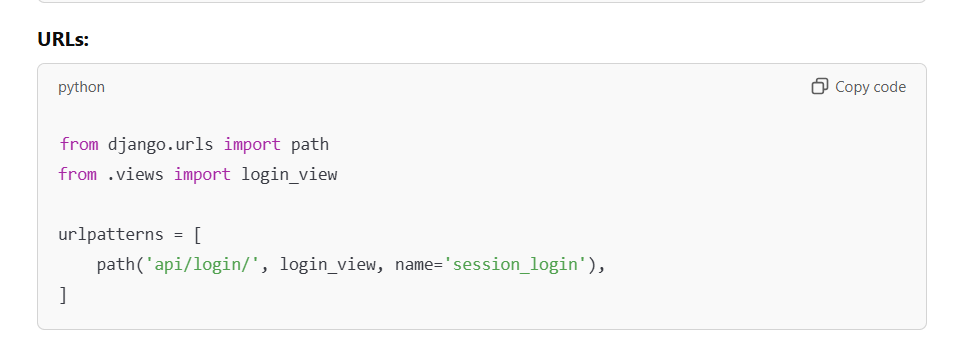 URLs:
python
Copy code
from django.urls import path
from .views import login_view
urlpatterns = [
    path('api/login/', login_view, name='session_login'),
]